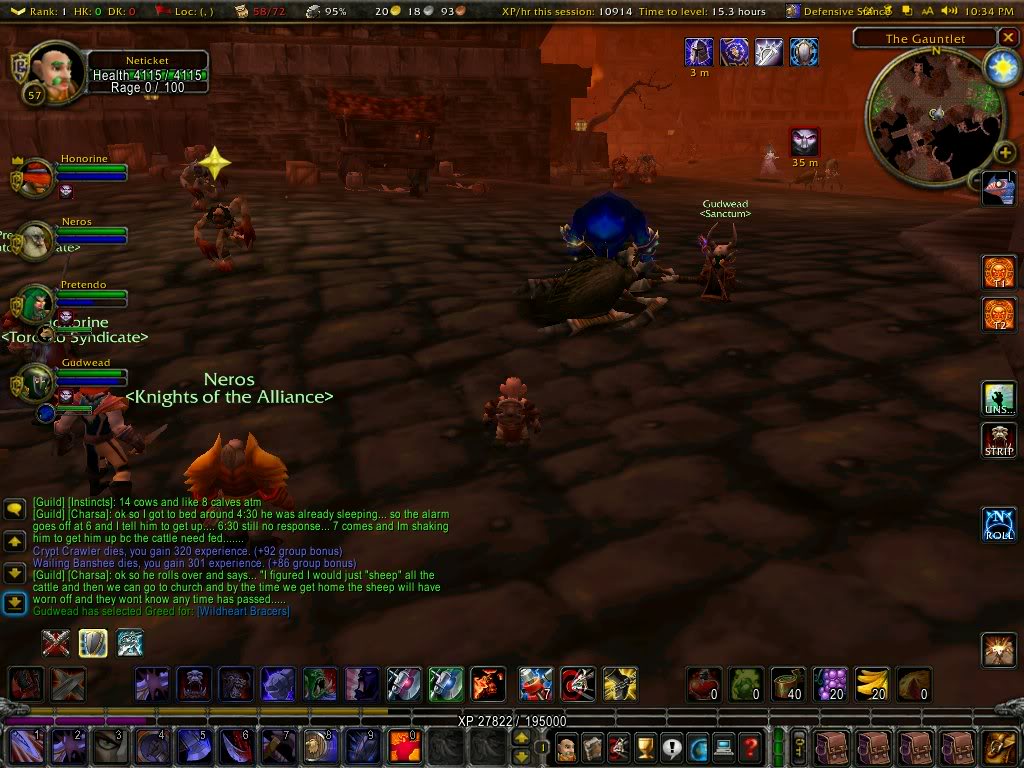 Rank: 1 HK: 0 DK: 0 Loc: (, ) 58/72 95% 20 18 93 XP/hr this session: 10914 Time to level: 15.3 hours 10:34 PM
The Gauntlet
N
Neticket
Health 4115 / 4115
Rage 0 / 100
57
3 m
35 m
Honorine
Neros
Pretendo
Gudwead
Gudwead
<Sanctum>
Neros
<Knights of the Alliance>
T1
T2
UNS...
STRIP
N
ROLL
[Guild] [Instincts]: 14 cows and like 8 calves atm
[Guild] [Charsa]: ok so I got to bed around 4:30 he was already sleeping... so the alarm
goes off at 6 and I tell him to get up.... 6:30 still no response... 7 comes and Im shaking
him to get him up bc the cattle need fed.......
Crypt Crawler dies, you gain 320 experience. (+92 group bonus)
Wailing Banshee dies, you gain 301 experience. (+86 group bonus)
[Guild] [Charsa]: ok so he rolls over and says... "I figured I would just "sheep" all the
cattle and then we can go to church and by the time we get home the sheep will have
worn off and they wont know any time has passed.....
Gudwead has selected Greed for: [Wildheart Bracers]
7 0 0 40 20 20 0
XP 27822 / 195000
1 2 3 4 5 6 7 8 9 0 1